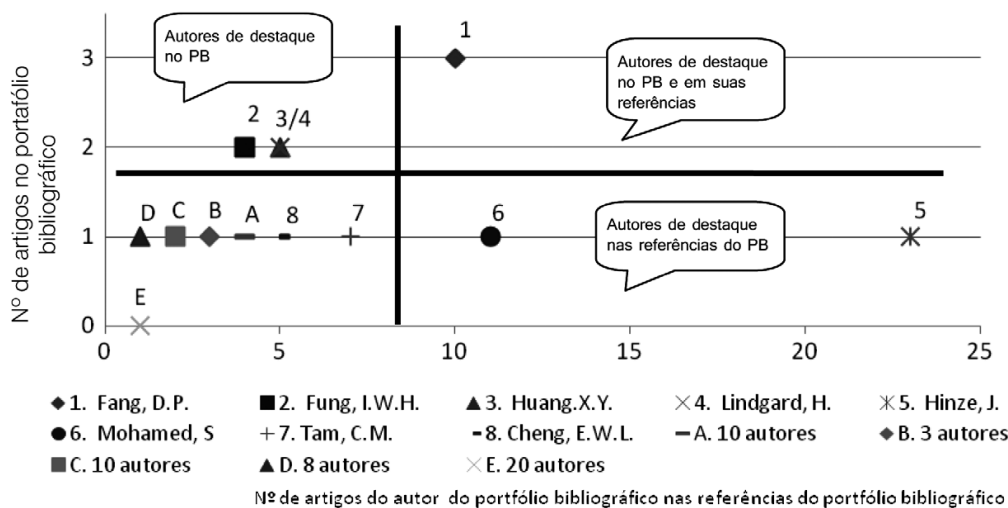 Autores de destaque
no PB
1
Autores de destaque
no PB e em suas
referências
2
3/4
D
C
B
A
8
7
6
5
Autores de destaque
nas referências do PB
E
3
2
1
0
Nº de artigos no portafólio
bibliográfico
0
5
10
15
20
25
1. Fang, D.P.
2. Fung, I.W.H.
3. Huang.X.Y.
4. Lindgard, H.
5. Hinze, J.
6. Mohamed, S
7. Tam, C.M.
8. Cheng, E.W.L.
A. 10 autores
B. 3 autores
C. 10 autores
D. 8 autores
E. 20 autores
Nº de artigos do autor do portfólio bibliográfico nas referências do portfólio bibliográfico